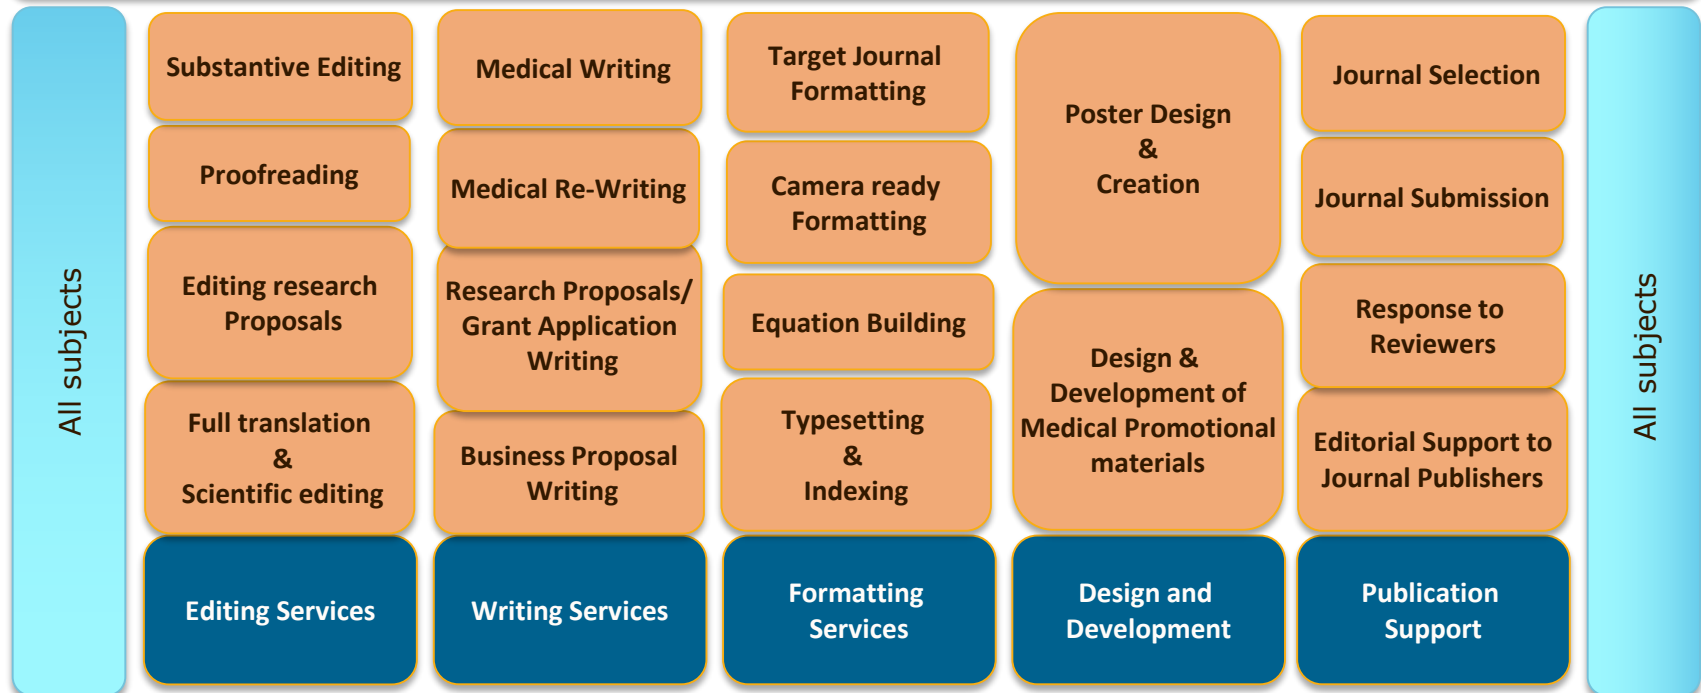 All subjects
Substantive Editing
Proofreading
Editing research
Proposals
Full translation
&
Scientific editing
Editing Services
Medical Writing
Medical Re-Writing
Research Proposals/
Grant Application
Writing
Business Proposal
Writing
Writing Services
Target Journal
Formatting
Camera ready
Formatting
Equation Building
Typesetting
&
Indexing
Formatting
Services
Poster Design
&
Creation
Design &
Development of
Medical Promotional
materials
Design and
Development
Journal Selection
Journal Submission
Response to
Reviewers
Editorial Support to
Journal Publishers
Publication
Support
All subjects